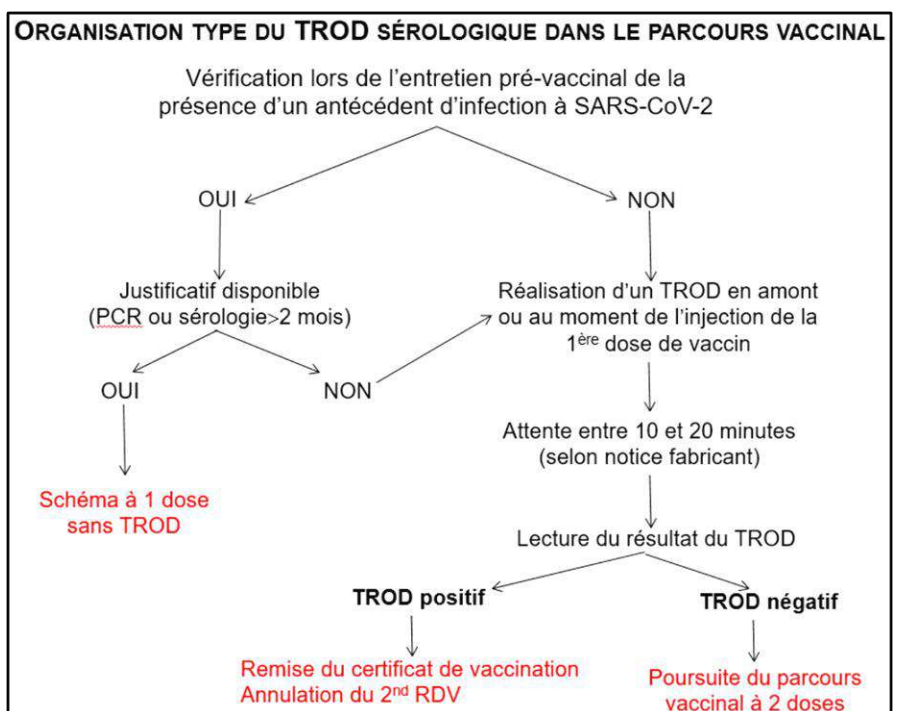 ORGANISATION TYPE DU TROD SÉROLOGIQUE DANS LE PARCOURS VACCINAL
Vérification lors de l'entretien pré-vaccinal de la
présence d'un antécédent d'infection à SARS-CoV-2
OUI
NON
Justificatif disponible
(PCR ou sérologie>2 mois)
Réalisation d'un TROD en amont
ou au moment de l'injection de la
1ère dose de vaccin
OUI
NON
Attente entre 10 et 20 minutes
(selon notice fabricant)
Schéma à 1 dose
sans TROD
Lecture du résultat du TROD
TROD positif
TROD négatif
Remise du certificat de vaccination
Annulation du 2nd RDV
Poursuite du parcours
vaccinal à 2 doses